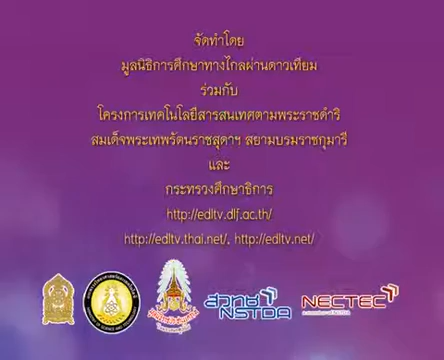 จัดทำโดย
มูลนิธิการศึกษาทางไกลผ่านดาวเทียม
ร่วมกับ
โครงการเทคโนโลยีสารสนเทศตามพระราชดำริ
สมเด็จพระเทพรัตนราชสุดาฯ สยามบรมราชกุมารี
และ
กระทรวงศึกษาธิการ
http://edltv.dlf.ac.th/
http://edltv.thai.net/, http://edltv.net/
สวทช
NSTDA
NECTEC